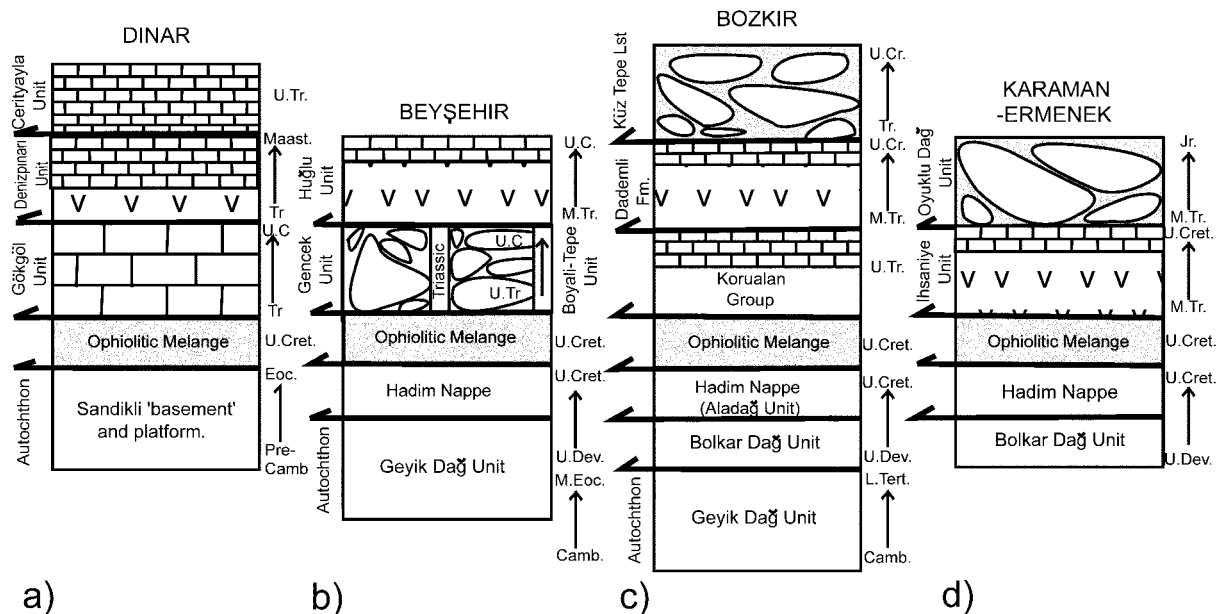 DINAR
Cerityayla
Unit
U.Tr.
Denizpınarı
Unit
Maast.
V V V V V
Tr
Gökgöl
Unit
U.C
Tr
Ophiolitic Melange
U.Cret.
Autochthon
Sandikli 'basement'
and platform.
Eoc.
Pre-
Camb
a)
BEYŞEHIR
Huğlu
Unit
U.C.
V V V V V
M.Tr.
Gencek
Unit
Triassic
U.C.
U.Tr
Boyali-Tepe
Unit
Ophiolitic Melange
U.Cret.
Hadim Nappe
U.Cret.
U.Dev.
Autochthon
Geyik Dağ Unit
M.Eoc.
Camb.
b)
BOZKIR
Küz Tepe Lst
U.Cr.
Tr.
Dademli
Fm.
U.Cr.
V V V V V
M.Tr.
Korualan
Group
U.Tr.
Ophiolitic Melange
U.Cret.
Hadim Nappe
(Aladağ Unit)
U.Cret.
Bolkar Dağ Unit
U.Dev.
Autochthon
Geyik Dağ Unit
L.Tert.
Camb.
c)
KARAMAN
-ERMENEK
Oyuklu Dağ
Unit
Jr.
M.Tr.
Ihsaniye
Unit
U.Cret.
V V V V V V
M.Tr.
Ophiolitic Melange
U.Cret.
Hadim Nappe
U.Cret.
Bolkar Dağ Unit
U.Dev.
d)